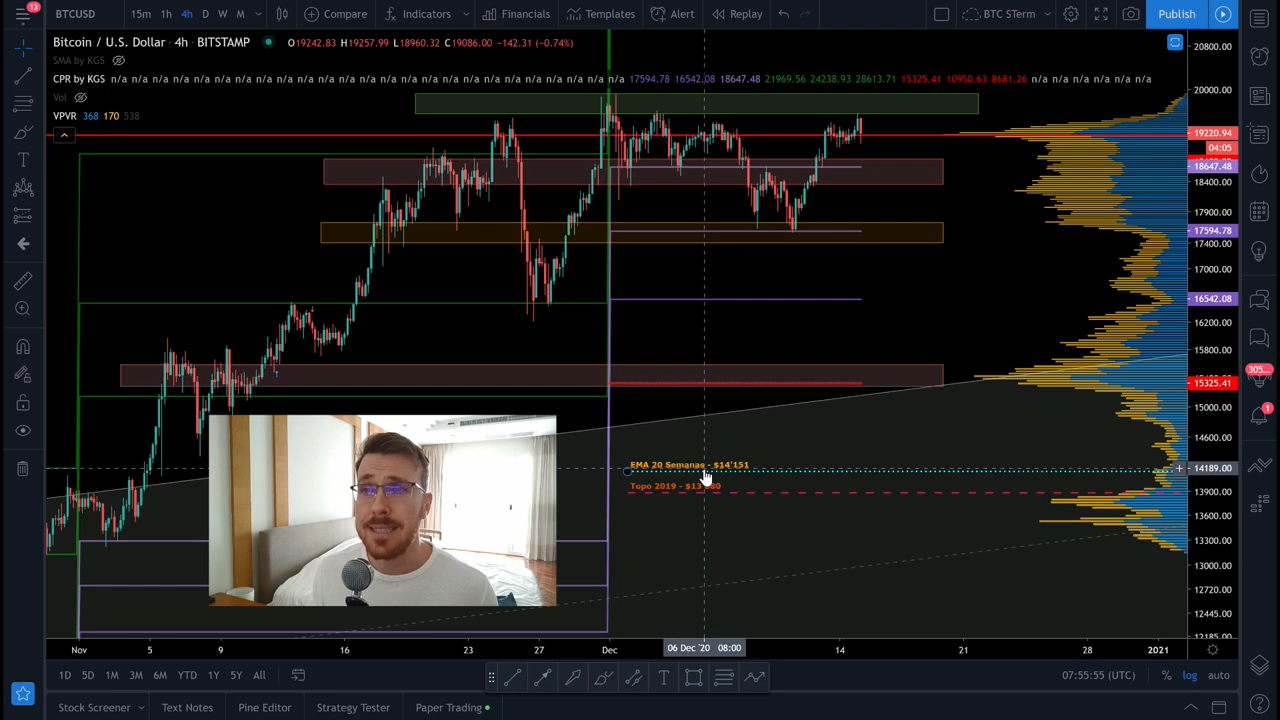 13
BTCUSD 15m 1h 4h D W M Compare Indicators Financials Templates Alert Replay BTC STerm Publish
Bitcoin / U.S. Dollar · 4h · BITSTAMP O19242.83 H19257.99 L18960.32 C19086.00 −142.31 (−0.74%)
SMA by KGS
CPR by KGS n/a n/a n/a n/a n/a n/a n/a n/a n/a n/a n/a n/a n/a n/a n/a n/a n/a n/a n/a n/a n/a n/a n/a n/a n/a 17594.78 16542.08 18647.48 21969.56 24238.93 28613.71 15325.41 10950.63 8681.26 n/a n/a n/a n/a n/a n/a n/a
Vol
VPVR 368 170 538
20800.00
20000.00
19220.94
04:05
18647.48
18400.00
17900.00
17594.78
17400.00
17000.00
16542.08
16200.00
15800.00
15325.41
15000.00
14600.00
14189.00
13900.00
13600.00
13300.00
13000.00
12720.00
12445.00
12185.00
305...
1
EMA 20 Semanas - $14'151
Topo 2019 -
Nov 5 9 16 23 27 Dec 06 Dec '20 08:00 14 21 28 2021
1D 5D 1M 3M 6M YTD 1Y 5Y All 07:55:55 (UTC) % log auto
Stock Screener Text Notes Pine Editor Strategy Tester Paper Trading